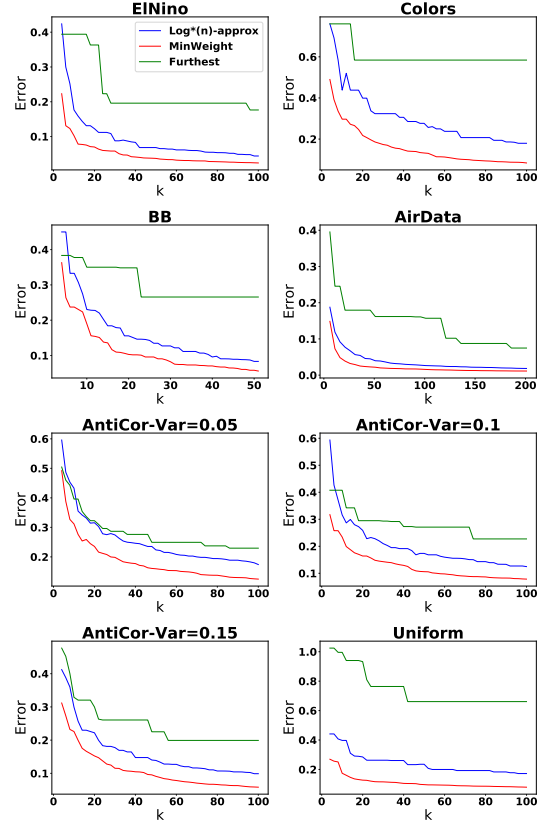 ElNino
Error
0.4
0.3
0.2
0.1
Log*(n)-approx
MinWeight
Furthest
0 20 40 60 80 100
k
Colors
Error
0.6
0.4
0.2
0 20 40 60 80 100
k
BB
Error
0.4
0.3
0.2
0.1
10 20 30 40 50
k
AirData
Error
0.4
0.3
0.2
0.1
0.0
0 50 100 150 200
k
AntiCor-Var=0.05
Error
0.6
0.5
0.4
0.3
0.2
0 20 40 60 80 100
k
AntiCor-Var=0.1
Error
0.6
0.5
0.4
0.3
0.2
0.1
0 20 40 60 80 100
k
AntiCor-Var=0.15
Error
0.4
0.3
0.2
0.1
0 20 40 60 80 100
k
Uniform
Error
1.0
0.8
0.6
0.4
0.2
0 20 40 60 80 100
k